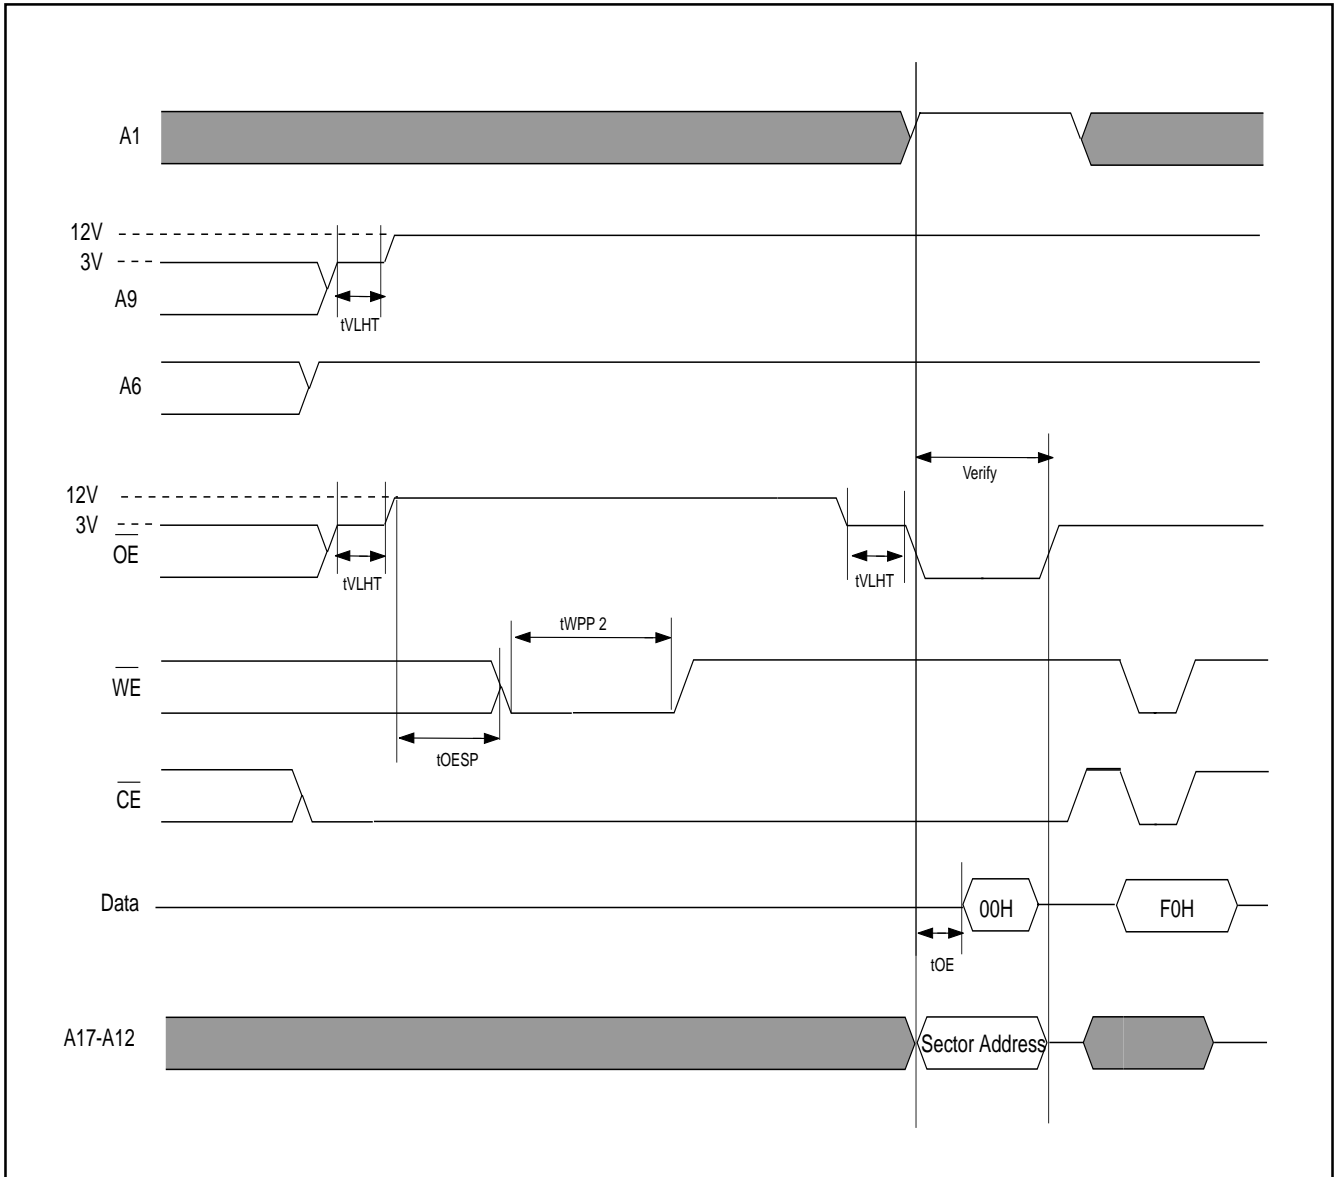 A1
12V
3V
A9
tVLHT
A6
Verify
12V
3V
OE
tVLHT
tVLHT
tWPP 2
WE
tOESP
CE
Data
00H
F0H
tOE
A17-A12
Sector Address